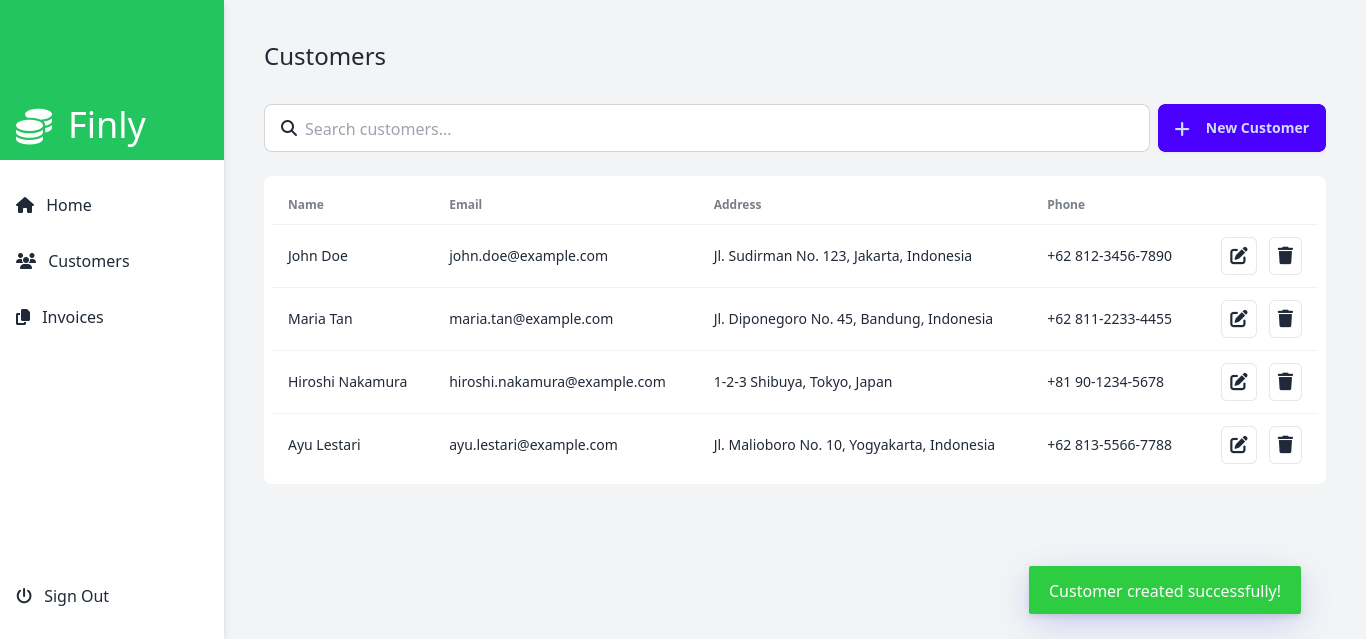 Finly
Home
Customers
Invoices
Sign Out
Customers
Search customers...
New Customer
Name Email Address Phone
John Doe john.doe@example.com Jl. Sudirman No. 123, Jakarta, Indonesia +62 812-3456-7890
Maria Tan maria.tan@example.com Jl. Diponegoro No. 45, Bandung, Indonesia +62 811-2233-4455
Hiroshi Nakamura hiroshi.nakamura@example.com 1-2-3 Shibuya, Tokyo, Japan +81 90-1234-5678
Ayu Lestari ayu.lestari@example.com Jl. Malioboro No. 10, Yogyakarta, Indonesia +62 813-5566-7788
Customer created successfully!